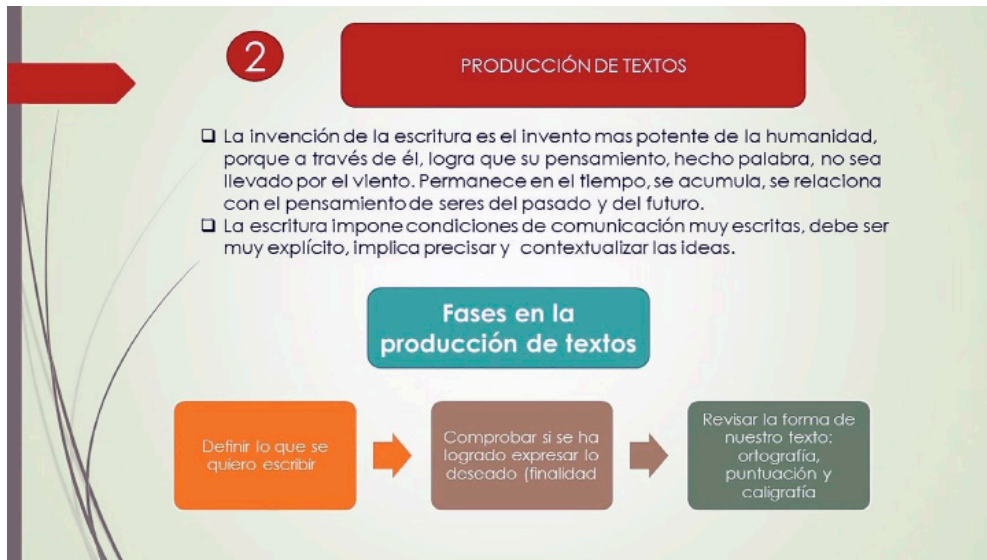 2
PRODUCCIÓN DE TEXTOS
❑ La invención de la escritura es el invento mas potente de la humanidad,
porque a través de él, logra que su pensamiento, hecho palabra, no sea
llevado por el viento. Permanece en el tiempo, se acumula, se relaciona
con el pensamiento de seres del pasado y del futuro.
❑ La escritura impone condiciones de comunicación muy escritas, debe ser
muy explícito, implica precisar y contextualizar las ideas.
Fases en la
producción de textos
Definir lo que se
quiero escribir
Comprobar si se ha
logrado expresar lo
deseado (finalidad
Revisar la forma de
nuestro texto:
ortografía,
puntuación y
caligrafía